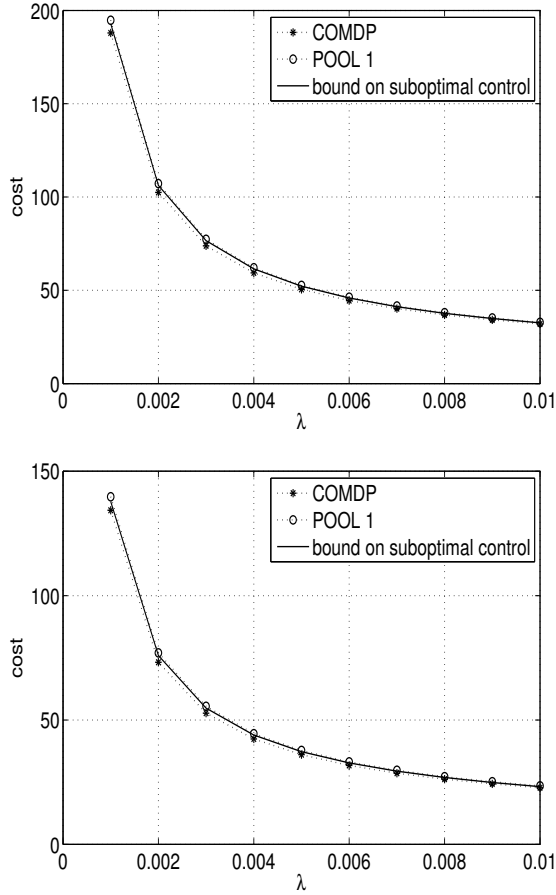 200
150
100
50
0
cost
COMDP
POOL 1
bound on suboptimal control
0 0.002 0.004 0.006 0.008 0.01
λ
150
100
50
0
cost
COMDP
POOL 1
bound on suboptimal control
0 0.002 0.004 0.006 0.008 0.01
λ